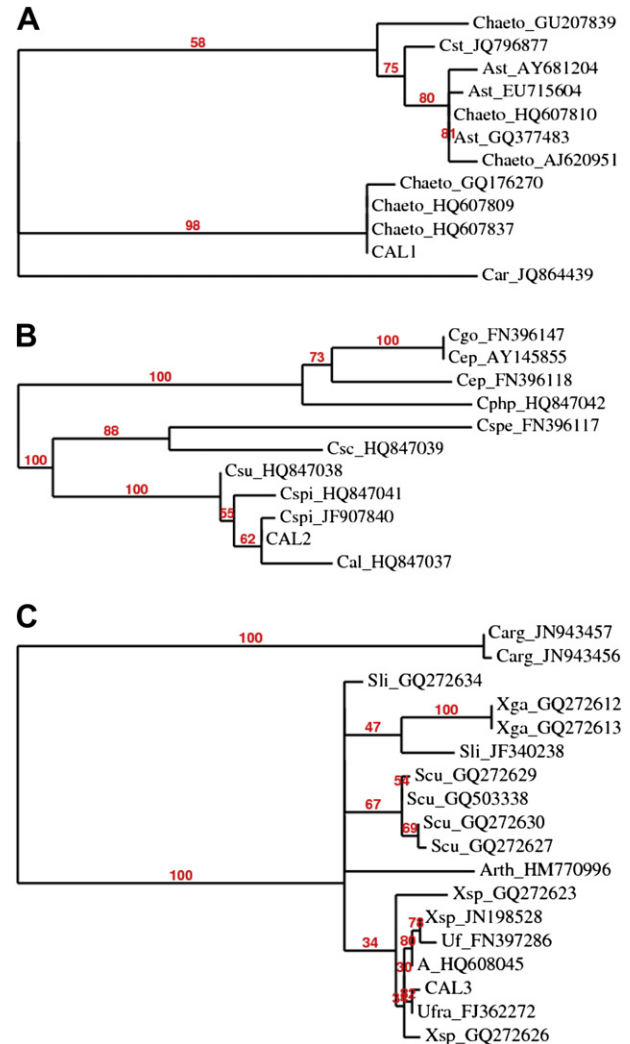 A
Chaeto_GU207839
58
Cst_JQ796877
75
Ast_AY681204
80
Ast_EU715604
Chaeto_HQ607810
81
Ast_GQ377483
Chaeto_AJ620951
Chaeto_GQ176270
Chaeto_HQ607809
98
Chaeto_HQ607837
CAL1
Car_JQ864439
B
Cgo_FN396147
100
Cep_AY145855
73
Cep_FN396118
100
Cphp_HQ847042
Cspe_FN396117
88
Csc_HQ847039
100
Csu_HQ847038
100
Cspi_HQ847041
55
Cspi_JF907840
62
CAL2
Cal_HQ847037
C
Carg_JN943457
100
Carg_JN943456
Sli_GQ272634
Xga_GQ272612
100
Xga_GQ272613
47
Sli_JF340238
Scu_GQ272629
54
Scu_GQ503338
67
Scu_GQ272630
69
Scu_GQ272627
Arth_HM770996
100
Xsp_GQ272623
Xsp_JN198528
78
Uf_FN397286
80
34
A_HQ608045
30
CAL3
Ufra_FJ362272
Xsp_GQ272626